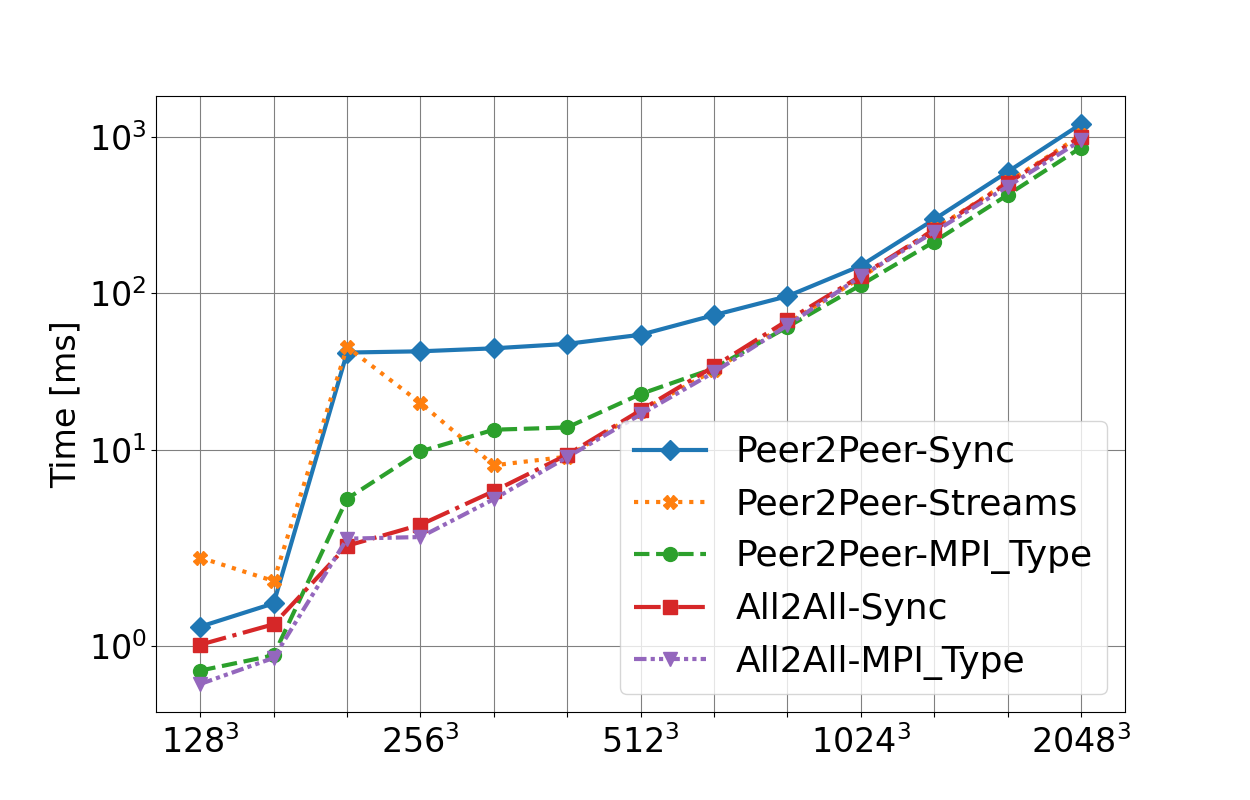 Time [ms]
10³
10²
10¹
10⁰
128³
256³
512³
1024³
2048³
Peer2Peer-Sync
Peer2Peer-Streams
Peer2Peer-MPI_Type
All2All-Sync
All2All-MPI_Type